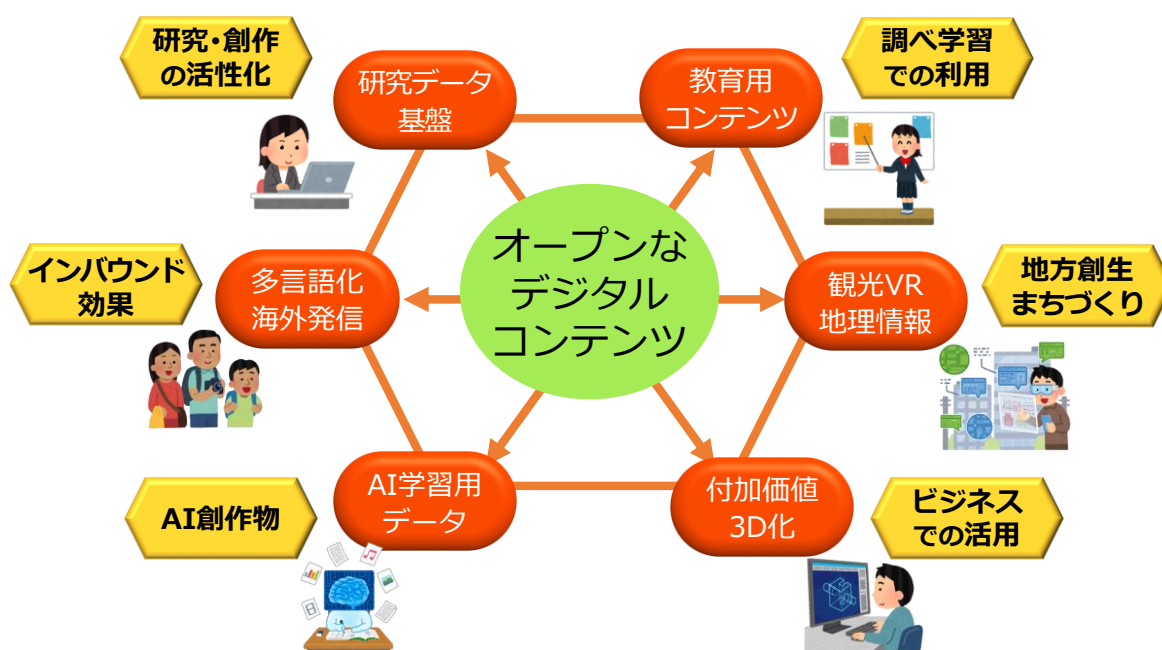 研究・創作
の活性化
研究データ
基盤
教育用
コンテンツ
調べ学習
での利用
インバウンド
効果
多言語化
海外発信
オープンな
デジタル
コンテンツ
観光VR
地理情報
地方創生
まちづくり
AI創作物
AI学習用
データ
付加価値
3D化
ビジネス
での活用